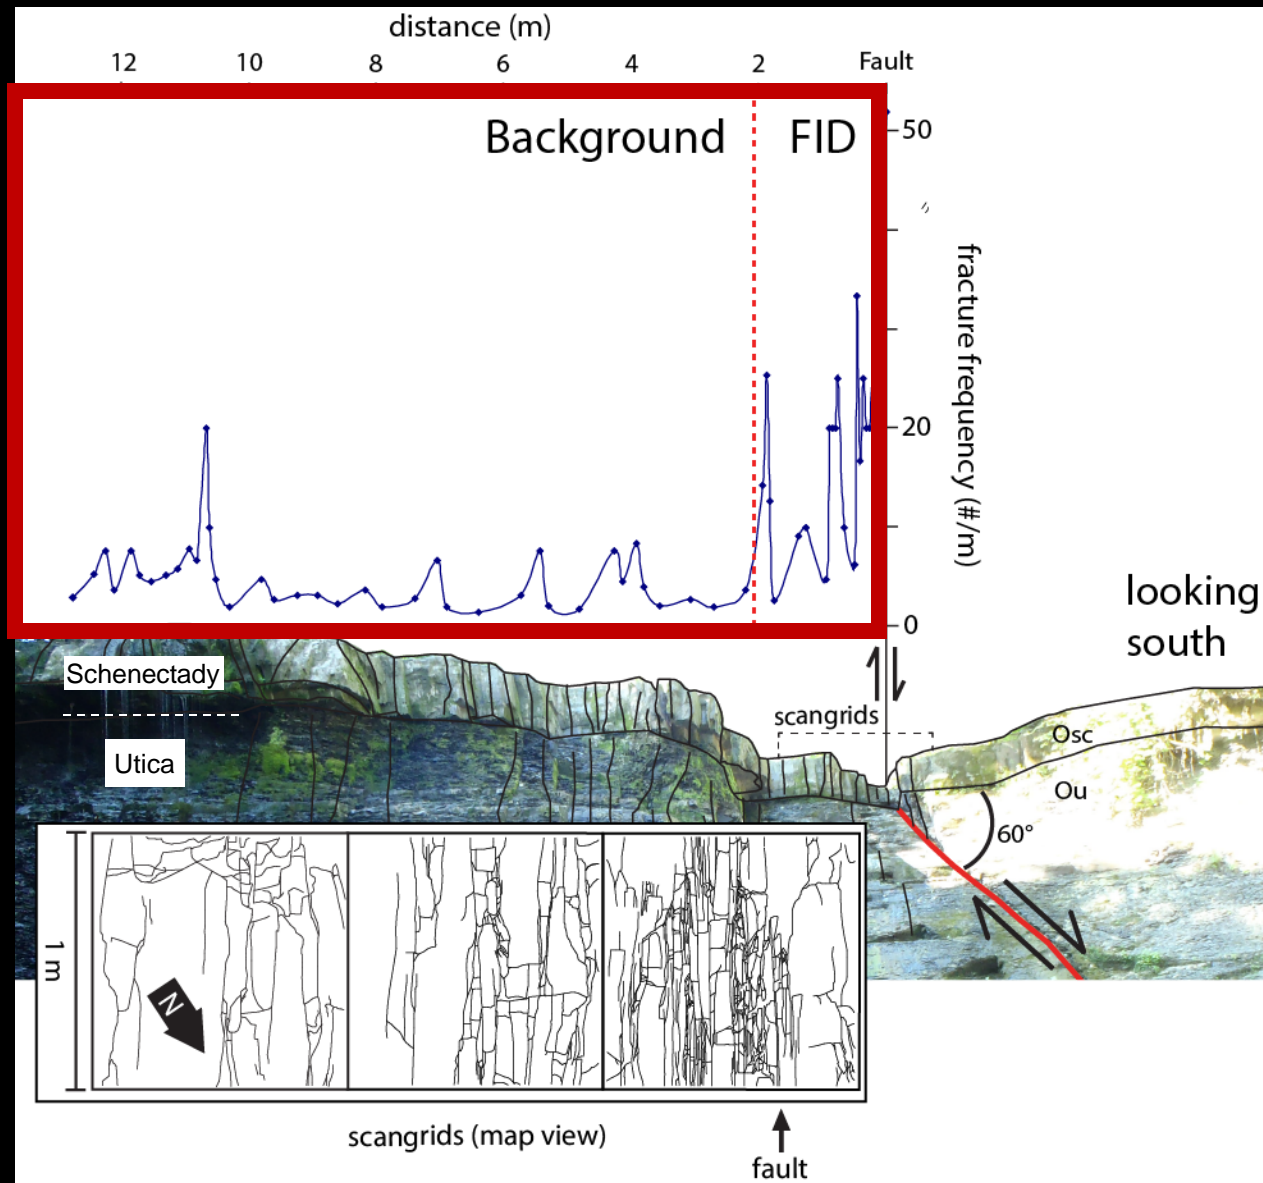 distance (m)
12 10 8 6 4 2 Fault
Background FID
50
20
0
fracture frequency (#/m)
looking
south
Schenectady
Utica
scangrids
Osc
Ou
60°
1 m
N
scangrids (map view)
fault